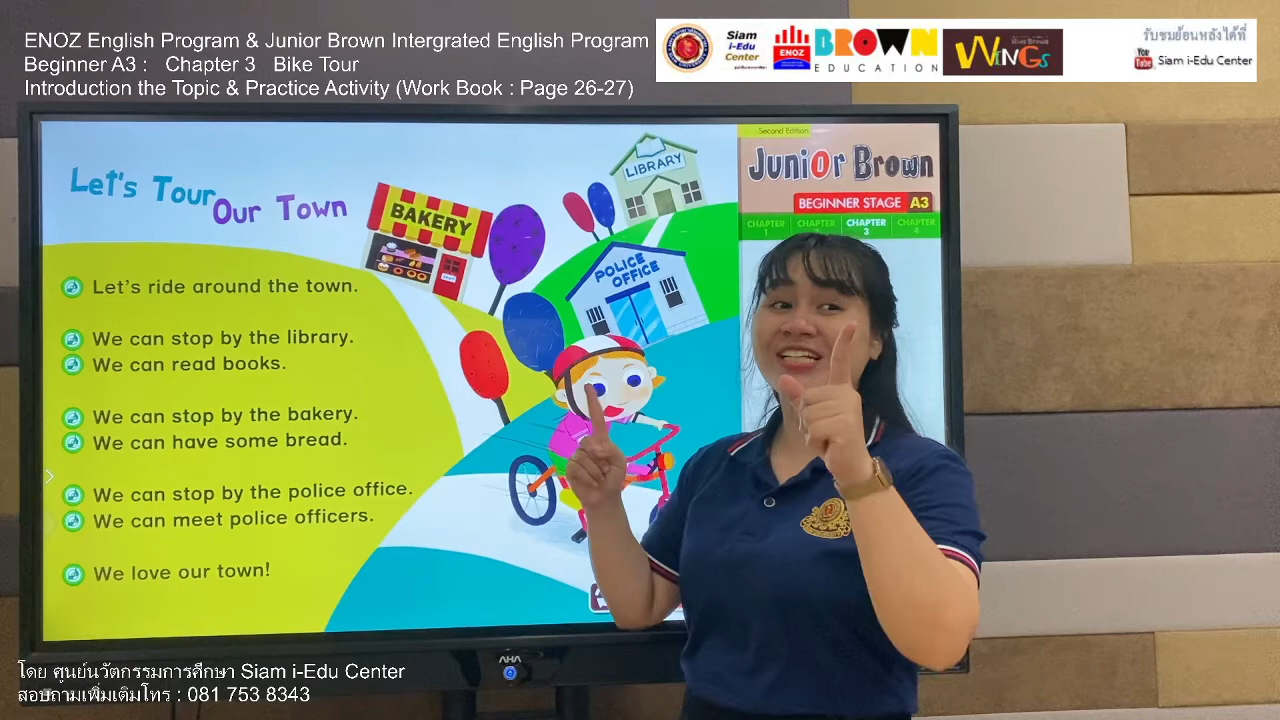 ENOZ English Program & Junior Brown Intergrated English Program
Beginner A3 : Chapter 3 Bike Tour
Introduction the Topic & Practice Activity (Work Book : Page 26-27)
Siam
i-Edu
Center
ENOZ
BROWN
EDUCATION
WiNGs
รับชมย้อนหลังได้ที่
You
Tube
Siam i-Edu Center
Let's Tour
Our Town
BAKERY
LIBRARY
POLICE
OFFICE
Let's ride around the town.
We can stop by the library.
We can read books.
We can stop by the bakery.
We can have some bread.
We can stop by the police office.
We can meet police officers.
We love our town!
Second Edition
Junior Brown
BEGINNER STAGE A3
CHAPTER
1
CHAPTER
CHAPTER
3
CHAPTER
4
AHA
โดย ศูนย์นวัตกรรมการศึกษา Siam i-Edu Center
สอบถามเพิ่มเติมโทร : 081 753 8343